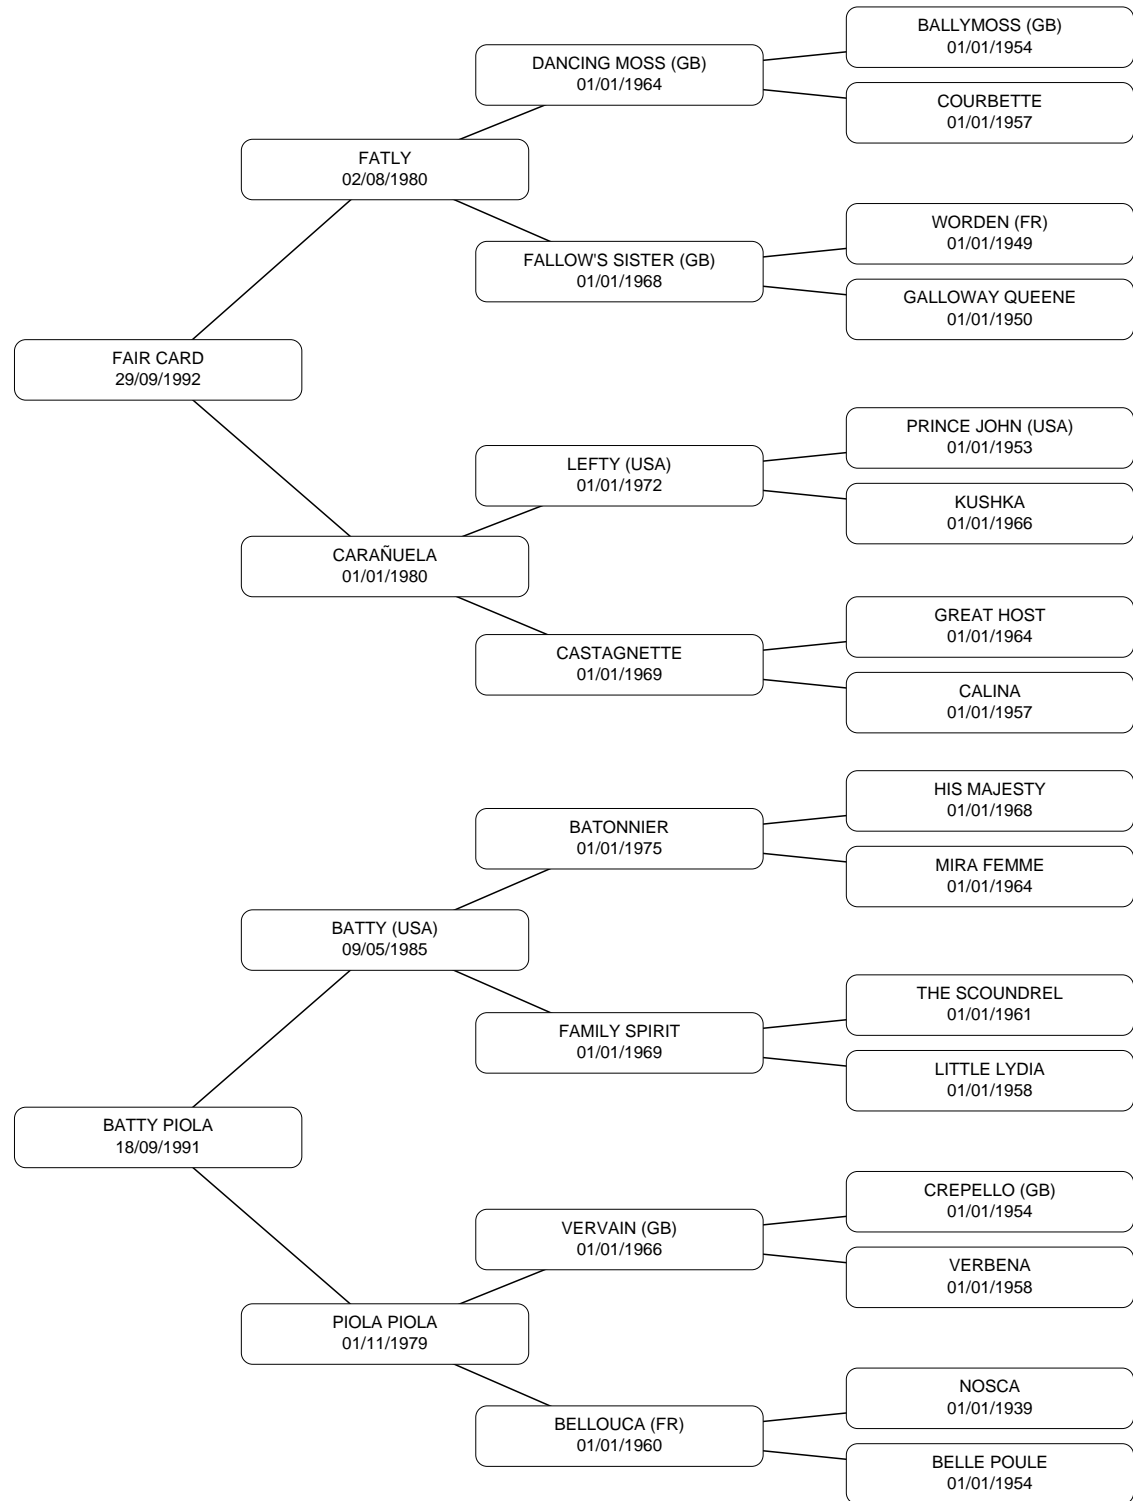 BALLYMOSS (GB)
01/01/1954
DANCING MOSS (GB)
01/01/1964
COURBETTE
01/01/1957
FATLY
02/08/1980
WORDEN (FR)
01/01/1949
FALLOW'S SISTER (GB)
01/01/1968
GALLOWAY QUEENE
01/01/1950
FAIR CARD
29/09/1992
PRINCE JOHN (USA)
01/01/1953
LEFTY (USA)
01/01/1972
KUSHKA
01/01/1966
CARAÑUELA
01/01/1980
GREAT HOST
01/01/1964
CASTAGNETTE
01/01/1969
CALINA
01/01/1957
HIS MAJESTY
01/01/1968
BATONNIER
01/01/1975
MIRA FEMME
01/01/1964
BATTY (USA)
09/05/1985
THE SCOUNDREL
01/01/1961
FAMILY SPIRIT
01/01/1969
LITTLE LYDIA
01/01/1958
BATTY PIOLA
18/09/1991
CREPELLO (GB)
01/01/1954
VERVAIN (GB)
01/01/1966
VERBENA
01/01/1958
PIOLA PIOLA
01/11/1979
NOSCA
01/01/1939
BELLOUCA (FR)
01/01/1960
BELLE POULE
01/01/1954